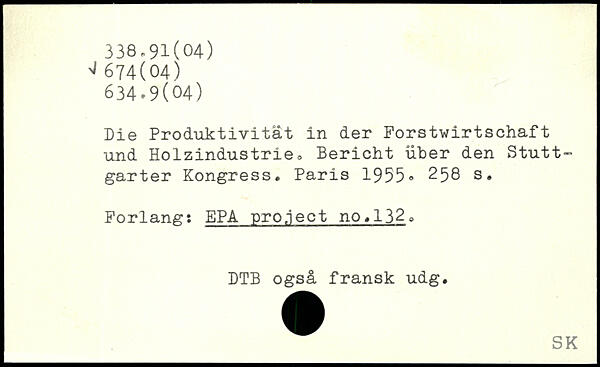 338.91(04)
√ 674(04)
634.9(04)
Die Produktivität in der Forstwirtschaft
und Holzindustrie. Bericht über den Stutt-
garter Kongress. Paris 1955. 258 s.
Forlang: EPA project no.132.
DTB også fransk udg.
SK